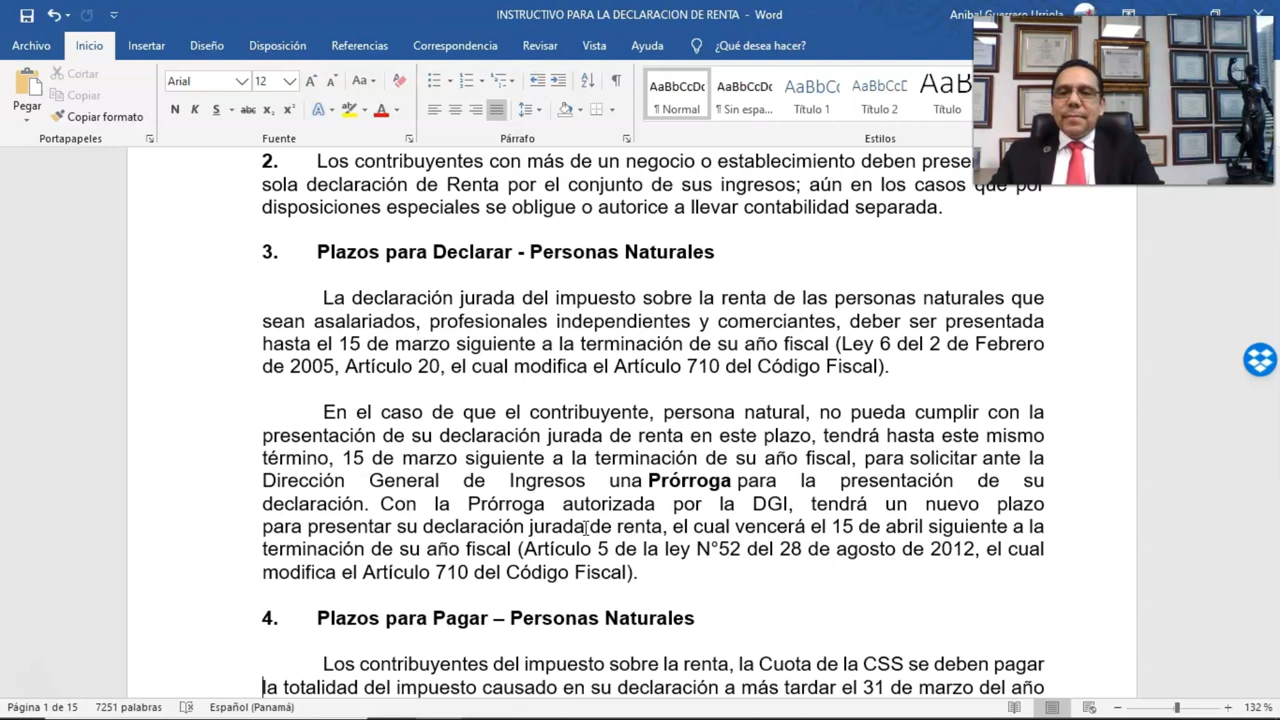 INSTRUCTIVO PARA LA DECLARACION DE RENTA - Word
Anibal Guerrero Urriola
Archivo Inicio Insertar Diseño Disposición Referencias Correspondencia Revisar Vista Ayuda ¿Qué desea hacer?
Pegar
Cortar
Copiar
Copiar formato
Portapapeles
Arial 12
N K S abc x₂ x²
Fuente
Párrafo
AaBbCcDc AaBbCcDc AaBbCc AaBbCcD AaB
¶ Normal ¶ Sin espa... Título 1 Título 2 Título
Estilos
2. Los contribuyentes con más de un negocio o establecimiento deben
sola declaración de Renta por el conjunto de sus ingresos; aún en los casos que por
disposiciones especiales se obligue o autorice a llevar contabilidad separada.
3. Plazos para Declarar - Personas Naturales
La declaración jurada del impuesto sobre la renta de las personas naturales que
sean asalariados, profesionales independientes y comerciantes, deber ser presentada
hasta el 15 de marzo siguiente a la terminación de su año fiscal (Ley 6 del 2 de Febrero
de 2005, Artículo 20, el cual modifica el Artículo 710 del Código Fiscal).
En el caso de que el contribuyente, persona natural, no pueda cumplir con la
presentación de su declaración jurada de renta en este plazo, tendrá hasta este mismo
término, 15 de marzo siguiente a la terminación de su año fiscal, para solicitar ante la
Dirección General de Ingresos una Prórroga para la presentación de su
declaración. Con la Prórroga autorizada por la DGI, tendrá un nuevo plazo
para presentar su declaración jurada de renta, el cual vencerá el 15 de abril siguiente a la
terminación de su año fiscal (Artículo 5 de la ley N°52 del 28 de agosto de 2012, el cual
modifica el Artículo 710 del Código Fiscal).
4. Plazos para Pagar – Personas Naturales
Los contribuyentes del impuesto sobre la renta, la Cuota de la CSS se deben pagar
la totalidad del impuesto causado en su declaración a más tardar el 31 de marzo del año
Página 1 de 15 7251 palabras Español (Panamá) 132 %